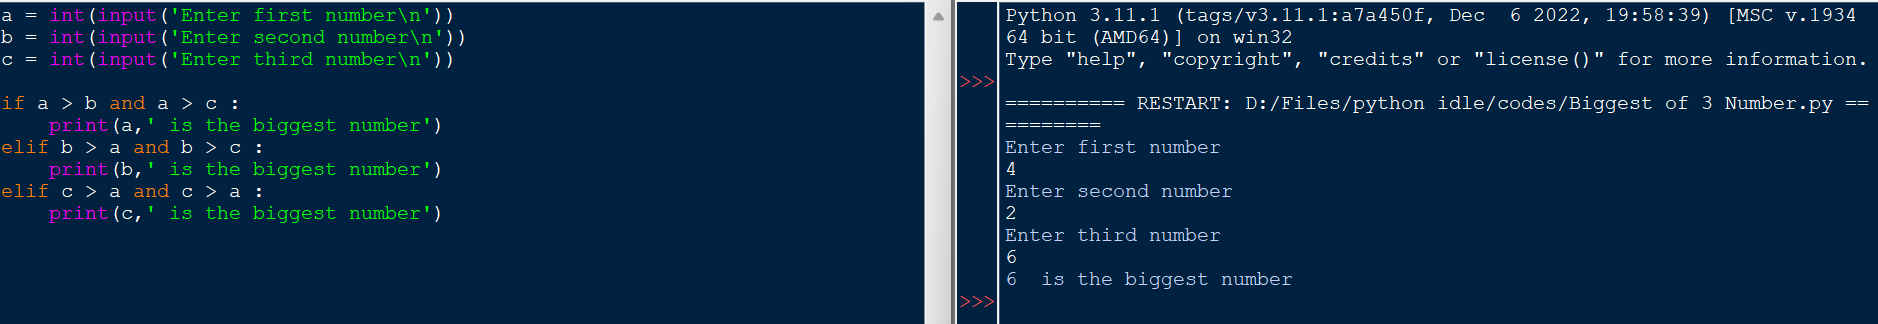 a = int(input('Enter first number\n'))
b = int(input('Enter second number\n'))
c = int(input('Enter third number\n'))

if a > b and a > c :
    print(a,' is the biggest number')
elif b > a and b > c :
    print(b,' is the biggest number')
elif c > a and c > a :
    print(c,' is the biggest number')

Python 3.11.1 (tags/v3.11.1:a7a450f, Dec  6 2022, 19:58:39) [MSC v.1934
64 bit (AMD64)] on win32
Type "help", "copyright", "credits" or "license()" for more information.
>>>
========== RESTART: D:/Files/python idle/codes/Biggest of 3 Number.py ==
========
Enter first number
4
Enter second number
2
Enter third number
6
6  is the biggest number
>>>